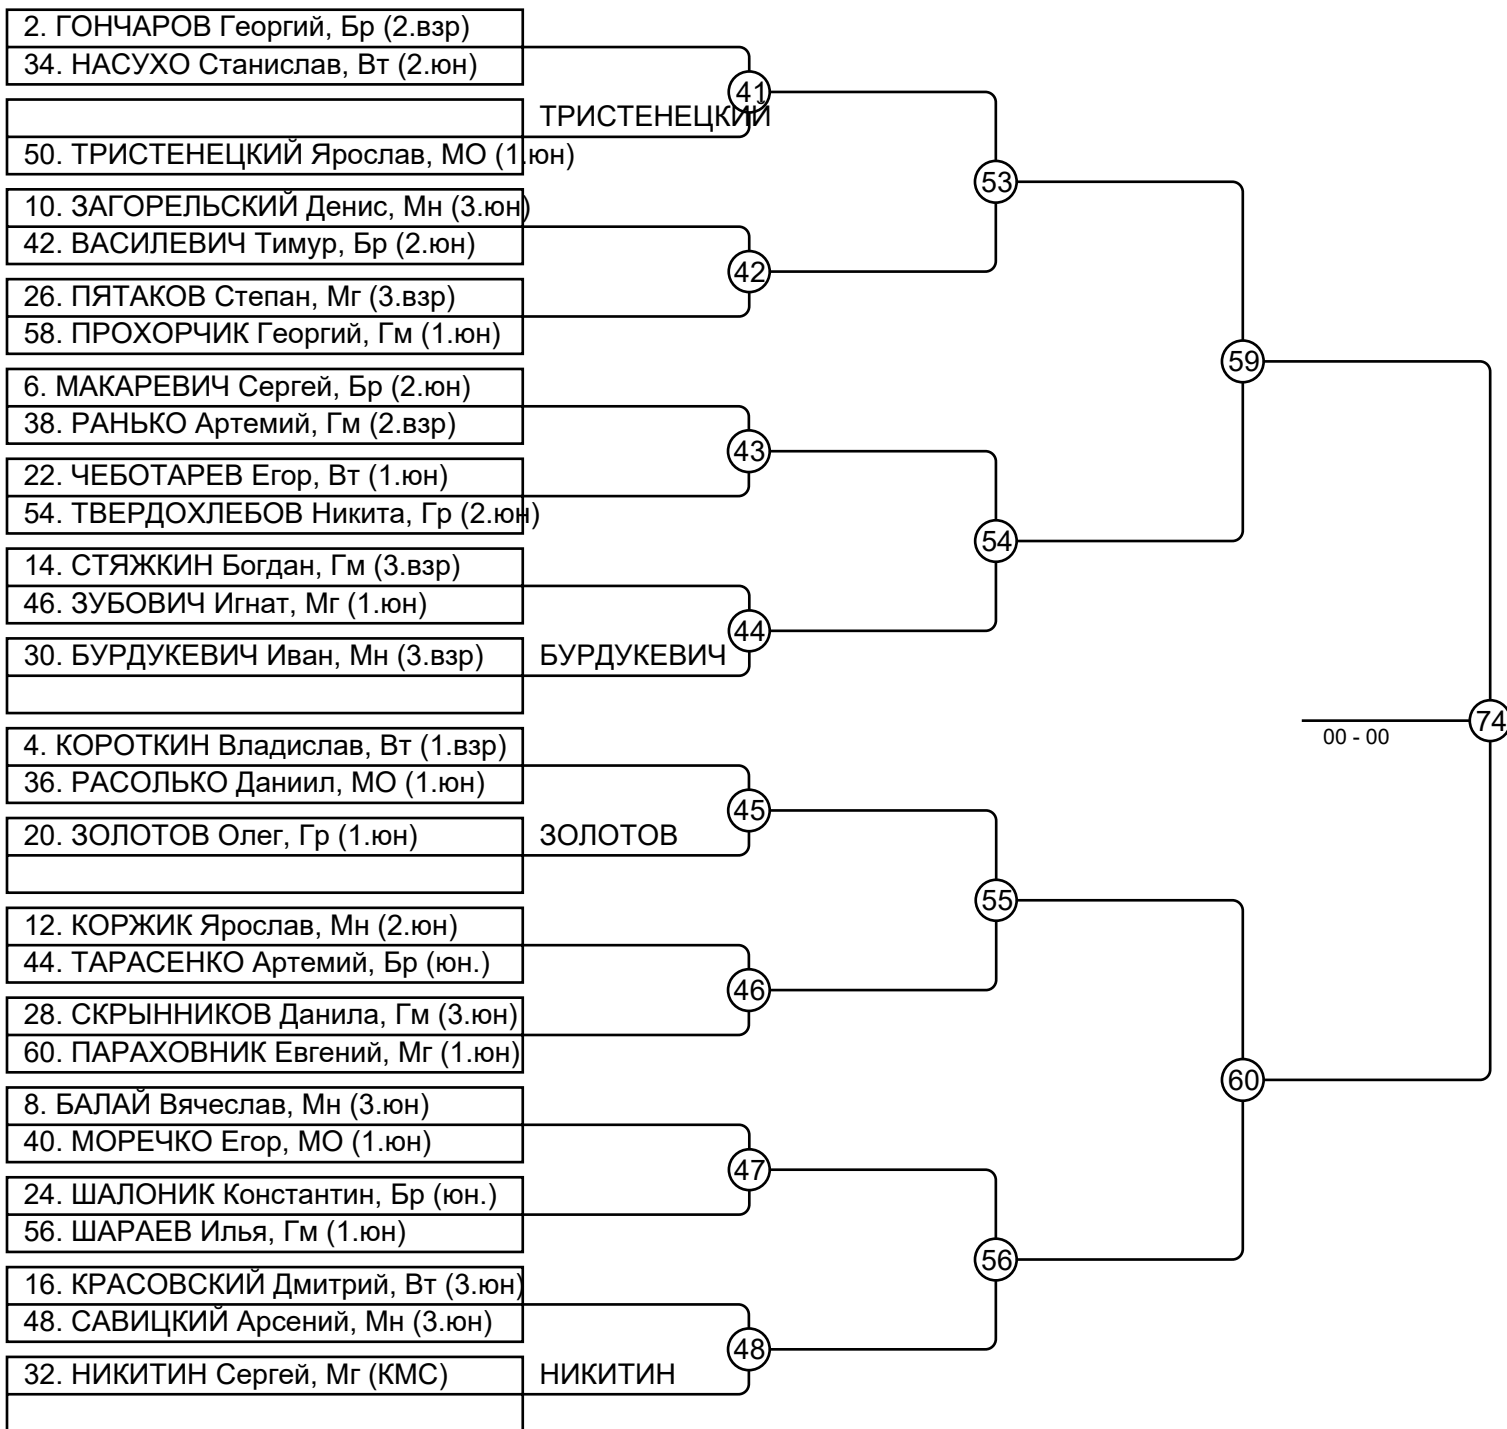 2. ГОНЧАРОВ Георгий, Бр (2.взр)
34. НАСУХО Станислав, Вт (2.юн)
41
ТРИСТЕНЕЦКИЙ
50. ТРИСТЕНЕЦКИЙ Ярослав, МО (1.юн)
53
10. ЗАГОРЕЛЬСКИЙ Денис, Мн (3.юн)
42. ВАСИЛЕВИЧ Тимур, Бр (2.юн)
42
26. ПЯТАКОВ Степан, Мг (3.взр)
58. ПРОХОРЧИК Георгий, Гм (1.юн)
59
6. МАКАРЕВИЧ Сергей, Бр (2.юн)
38. РАНЬКО Артемий, Гм (2.взр)
43
22. ЧЕБОТАРЕВ Егор, Вт (1.юн)
54. ТВЕРДОХЛЕБОВ Никита, Гр (2.юн)
54
14. СТЯЖКИН Богдан, Гм (3.взр)
46. ЗУБОВИЧ Игнат, Мг (1.юн)
44
30. БУРДУКЕВИЧ Иван, Мн (3.взр)
БУРДУКЕВИЧ
74
00 - 00
4. КОРОТКИН Владислав, Вт (1.взр)
36. РАСОЛЬКО Даниил, МО (1.юн)
45
20. ЗОЛОТОВ Олег, Гр (1.юн)
ЗОЛОТОВ
55
12. КОРЖИК Ярослав, Мн (2.юн)
44. ТАРАСЕНКО Артемий, Бр (юн.)
46
28. СКРЫННИКОВ Данила, Гм (3.юн)
60. ПАРАХОВНИК Евгений, Мг (1.юн)
60
8. БАЛАЙ Вячеслав, Мн (3.юн)
40. МОРЕЧКО Егор, МО (1.юн)
47
24. ШАЛОНИК Константин, Бр (юн.)
56. ШАРАЕВ Илья, Гм (1.юн)
56
16. КРАСОВСКИЙ Дмитрий, Вт (3.юн)
48. САВИЦКИЙ Арсений, Мн (3.юн)
48
32. НИКИТИН Сергей, Мг (КМС)
НИКИТИН